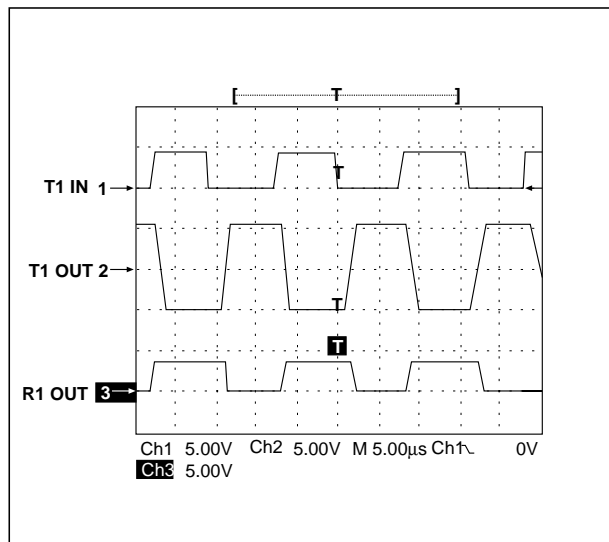 [ T ]
T
T1 IN 1
T1 OUT 2
T
T
R1 OUT 3
Ch1 5.00V Ch2 5.00V M 5.00µs Ch1 0V
Ch3 5.00V